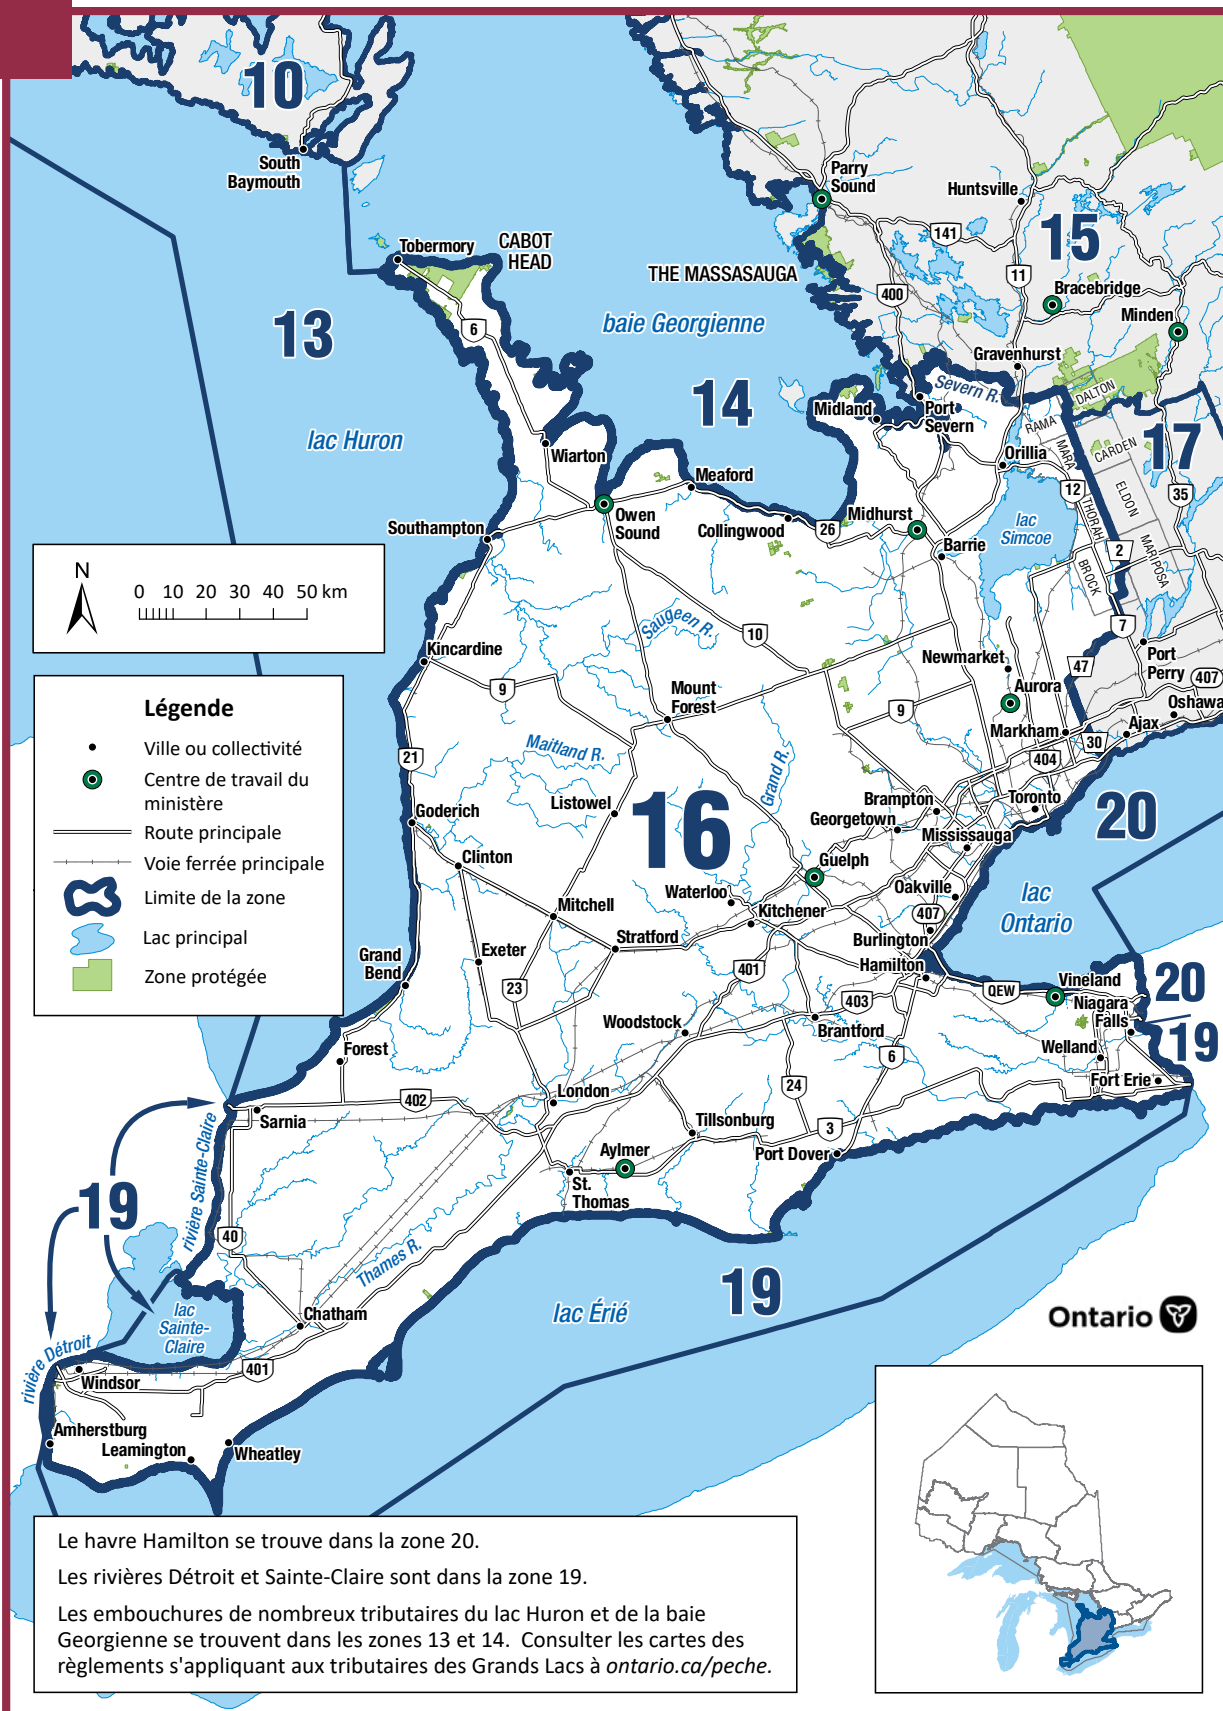 10
South
Baymouth
Parry
Sound
Huntsville
141
15
11
400
Bracebridge
Minden
Tobermory
CABOT
HEAD
THE MASSASAUGA
13
6
baie Georgienne
Gravenhurst
14
Severn R.
DALTON
Midland
Port
Severn
RAMA
MARA
CARDEN
17
lac Huron
Wiarton
Orillia
Meaford
12
ELDON
35
Owen
Sound
Southampton
Collingwood
26
Midhurst
lac
Simcoe
THORAH
Barrie
2
MARIPOSA
BROCK
N
0 10 20 30 40 50 km
Saugeen R.
10
7
Kincardine
Newmarket
47
Port
Perry
407
9
Mount
Forest
Aurora
Oshawa
Légende
Ville ou collectivité
Centre de travail du
ministère
Route principale
Voie ferrée principale
Limite de la zone
Lac principal
Zone protégée
9
Markham
Ajax
30
21
Maitland R.
Grand R.
404
Goderich
Listowel
16
Brampton
Toronto
Georgetown
20
Mississauga
Clinton
Guelph
Waterloo
Oakville
lac
Ontario
Mitchell
Kitchener
407
Stratford
Burlington
Grand
Bend
Exeter
Hamilton
401
23
403
QEW
Vineland
20
Niagara
Falls
Woodstock
Brantford
19
Forest
6
Welland
Fort Erie
24
402
London
Sarnia
Tillsonburg
3
Aylmer
Port Dover
rivière Sainte-Claire
St.
Thomas
19
40
Thames R.
19
lac
Sainte-
Claire
Chatham
lac Érié
Ontario
rivière Détroit
401
Windsor
Amherstburg
Leamington
Wheatley
Le havre Hamilton se trouve dans la zone 20.
Les rivières Détroit et Sainte-Claire sont dans la zone 19.
Les embouchures de nombreux tributaires du lac Huron et de la baie
Georgienne se trouvent dans les zones 13 et 14.  Consulter les cartes des
règlements s'appliquant aux tributaires des Grands Lacs à ontario.ca/peche.